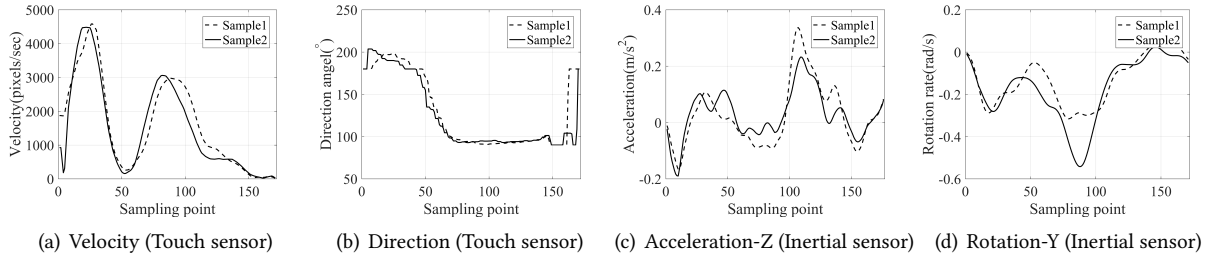 5000
4000
3000
2000
1000
0
Velocity(pixels/sec)
0
50
100
150
Sampling point
Sample1
Sample2
(a) Velocity (Touch sensor)
250
200
150
100
50
Direction angel(°)
0
50
100
150
Sampling point
Sample1
Sample2
(b) Direction (Touch sensor)
0.4
0.2
0
-0.2
Acceleration(m/s²)
0
50
100
150
Sampling point
Sample1
Sample2
(c) Acceleration-Z (Inertial sensor)
0.2
0
-0.2
-0.4
-0.6
Rotation rate(rad/s)
0
50
100
150
Sampling point
Sample1
Sample2
(d) Rotation-Y (Inertial sensor)